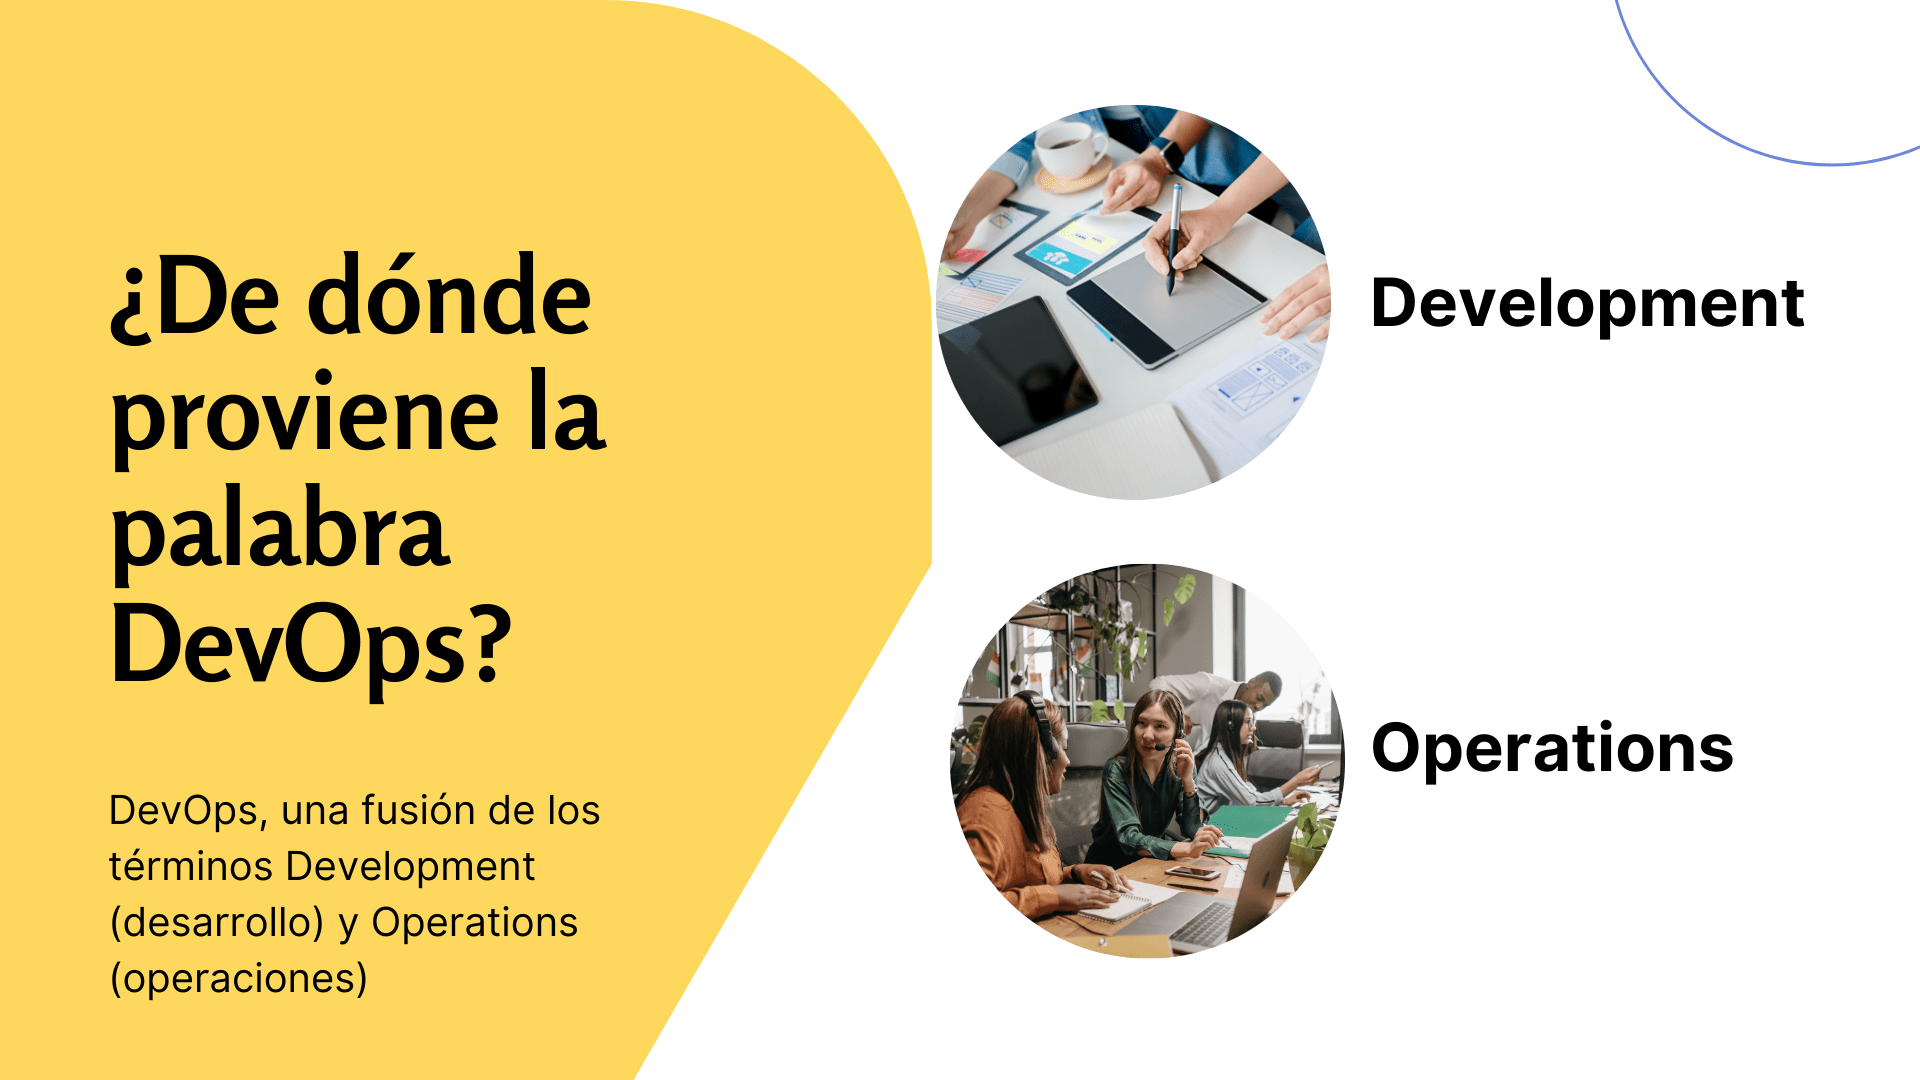 ¿De dónde
proviene la
palabra
DevOps?
DevOps, una fusión de los
términos Development
(desarrollo) y Operations
(operaciones)
Development
Operations